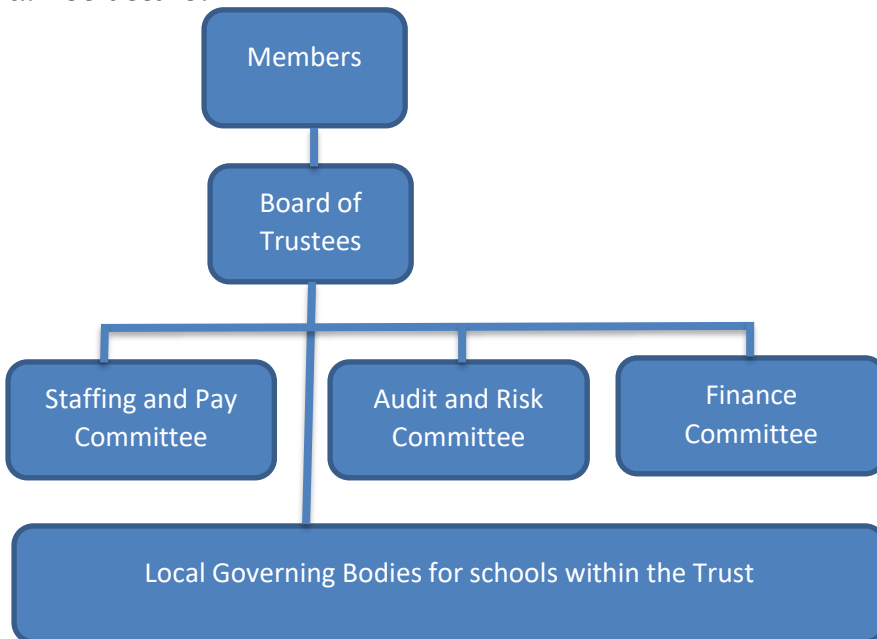 Members
Board of
Trustees
Staffing and Pay
Committee
Audit and Risk
Committee
Finance
Committee
Local Governing Bodies for schools within the Trust